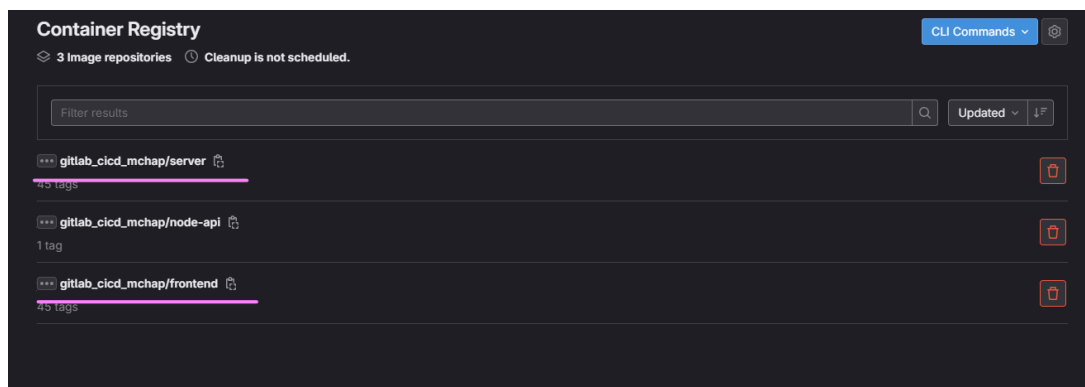 Container Registry
CLI Commands
3 Image repositories Cleanup is not scheduled.
Filter results
Updated
gitlab_cicd_mchap/server
45 tags
gitlab_cicd_mchap/node-api
1 tag
gitlab_cicd_mchap/frontend
45 tags